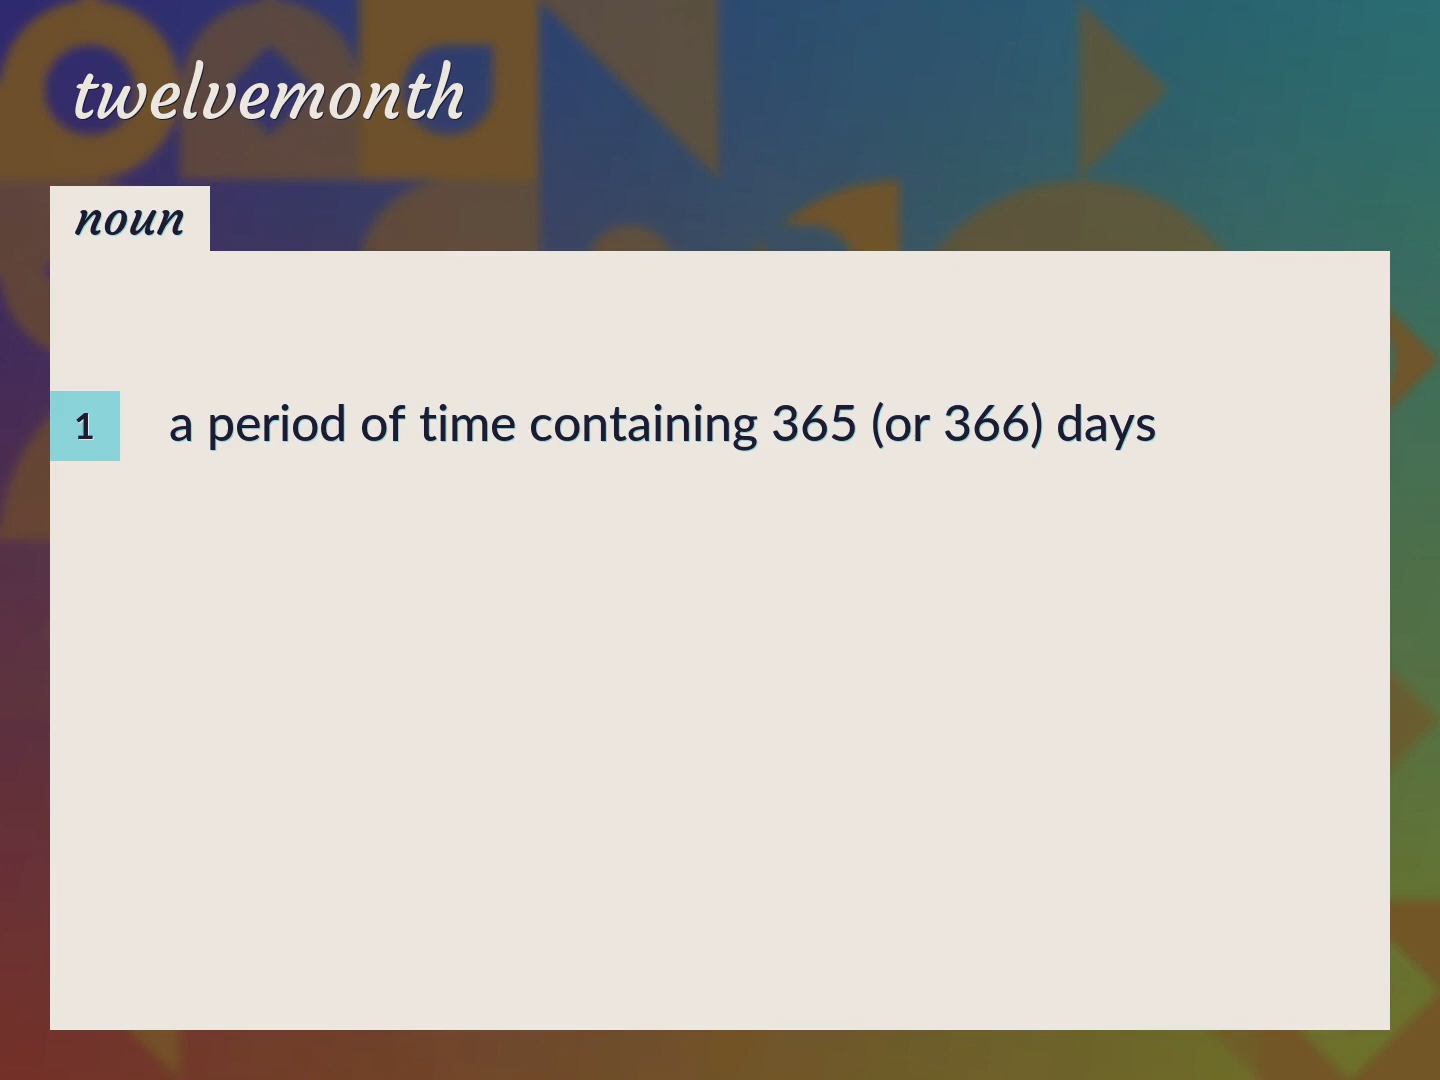 twelvemonth
noun
1 a period of time containing 365 (or 366) days